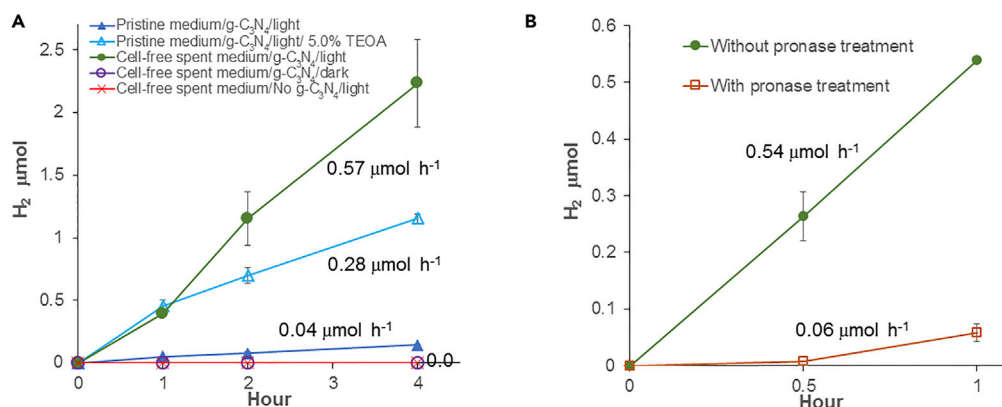 A
Pristine medium/g-C3N4/light
Pristine medium/g-C3N4/light/ 5.0% TEOA
Cell-free spent medium/g-C3N4/light
Cell-free spent medium/g-C3N4/dark
Cell-free spent medium/No g-C3N4/light
H2 μmol
2.5
2
1.5
1
0.5
0
0.57 μmol h-1
0.28 μmol h-1
0.04 μmol h-1
0.0
0 1 2 3 4
Hour
B
Without pronase treatment
With pronase treatment
H2 μmol
0.6
0.5
0.4
0.3
0.2
0.1
0
0.54 μmol h-1
0.06 μmol h-1
0 0.5 1
Hour